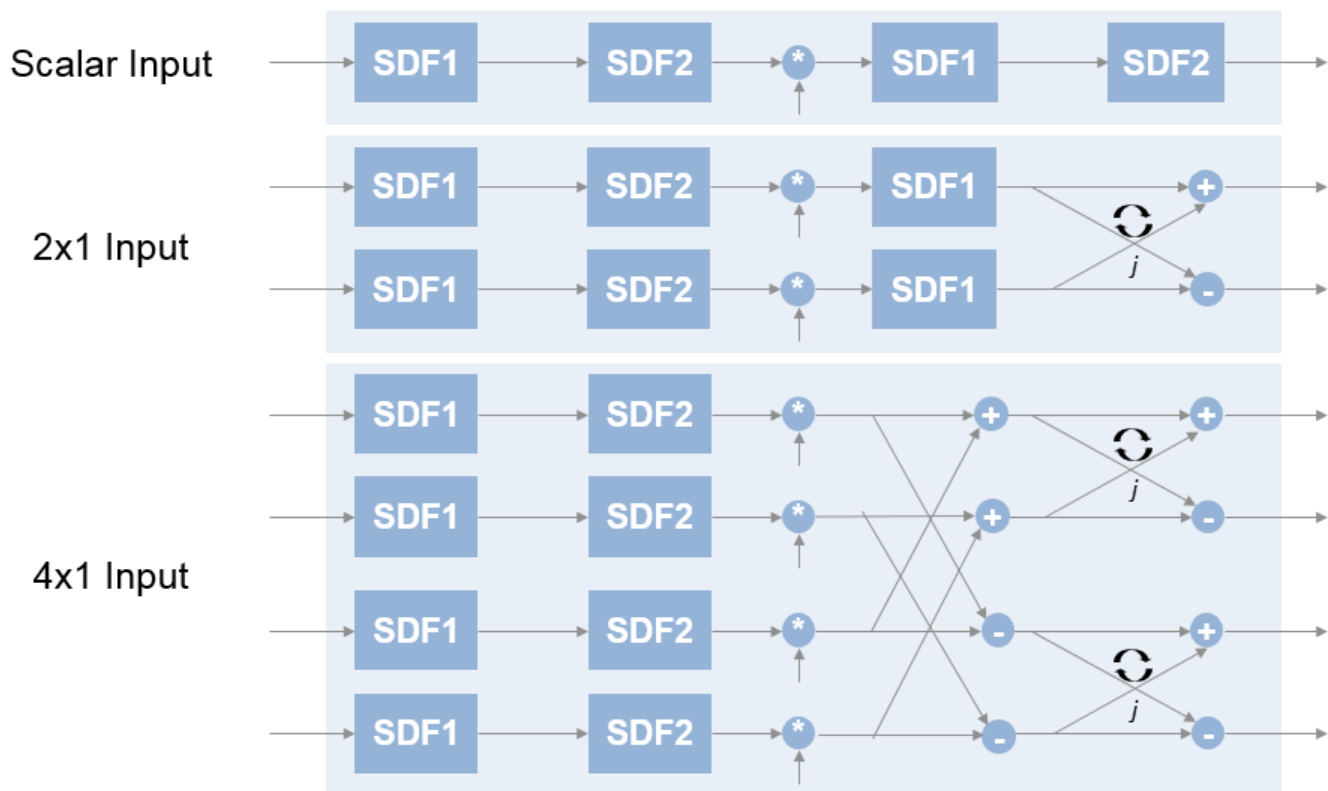 Scalar Input
SDF1 SDF2 * SDF1 SDF2
2x1 Input
SDF1 SDF2 * SDF1 +
j
SDF1 SDF2 * SDF1 -
4x1 Input
SDF1 SDF2 * + +
j
SDF1 SDF2 * + -
SDF1 SDF2 * - +
j
SDF1 SDF2 * - -